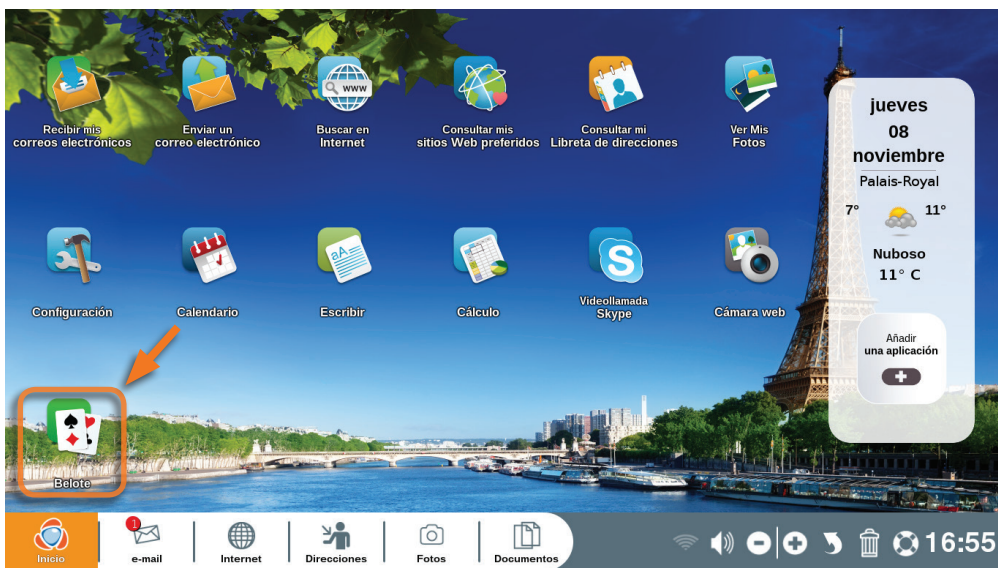 Recibir mis
correos electrónicos
Enviar un
correo electrónico
www
Buscar en
Internet
Consultar mis
sitios Web preferidos
Consultar mi
Libreta de direcciones
Ver Mis
Fotos
jueves
08
noviembre
Palais-Royal
7° 11°
Nuboso
11° C
Configuración
Calendario
aA
Escribir
Cálculo
S
Videollamada
Skype
Cámara web
Añadir
una aplicación
Belote
Inicio
1
e-mail
Internet
Direcciones
Fotos
Documentos
16:55